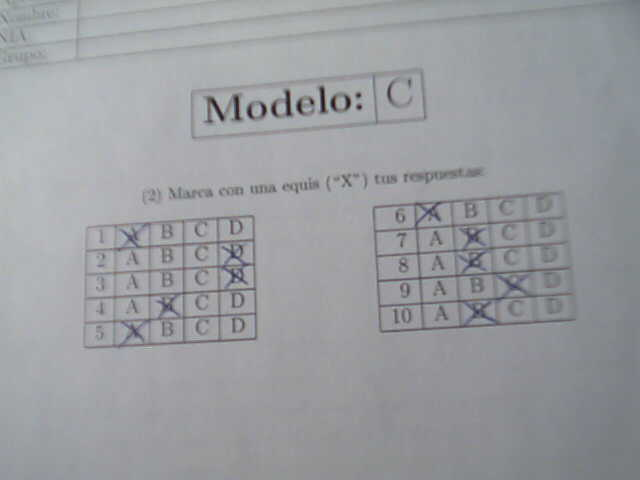 Nombre:
NIA:
Grupo:
Modelo: C
(2) Marca con una equis ("X") tus respuestas:
1 A B C D
2 A B C D
3 A B C D
4 A B C D
5 A B C D
6 A B C D
7 A B C D
8 A B C D
9 A B C D
10 A B C D